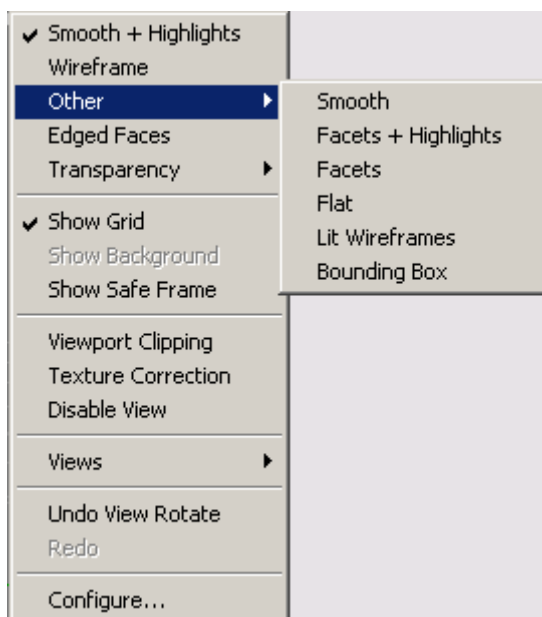 Smooth + Highlights
Wireframe
Other
Edged Faces
Transparency
Show Grid
Show Background
Show Safe Frame
Viewport Clipping
Texture Correction
Disable View
Views
Undo View Rotate
Redo
Configure...
Smooth
Facets + Highlights
Facets
Flat
Lit Wireframes
Bounding Box